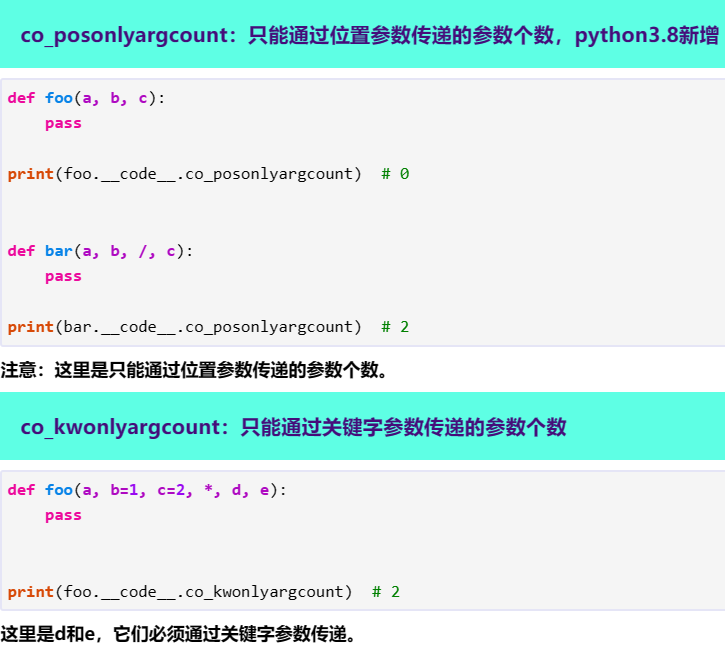 co_posonlyargcount：只能通过位置参数传递的参数个数，python3.8新增
def foo(a, b, c):
    pass
print(foo.__code__.co_posonlyargcount)  # 0
def bar(a, b, /, c):
    pass
print(bar.__code__.co_posonlyargcount)  # 2
注意：这里是只能通过位置参数传递的参数个数。
co_kwonlyargcount：只能通过关键字参数传递的参数个数
def foo(a, b=1, c=2, *, d, e):
    pass
print(foo.__code__.co_kwonlyargcount)  # 2
这里是d和e，它们必须通过关键字参数传递。